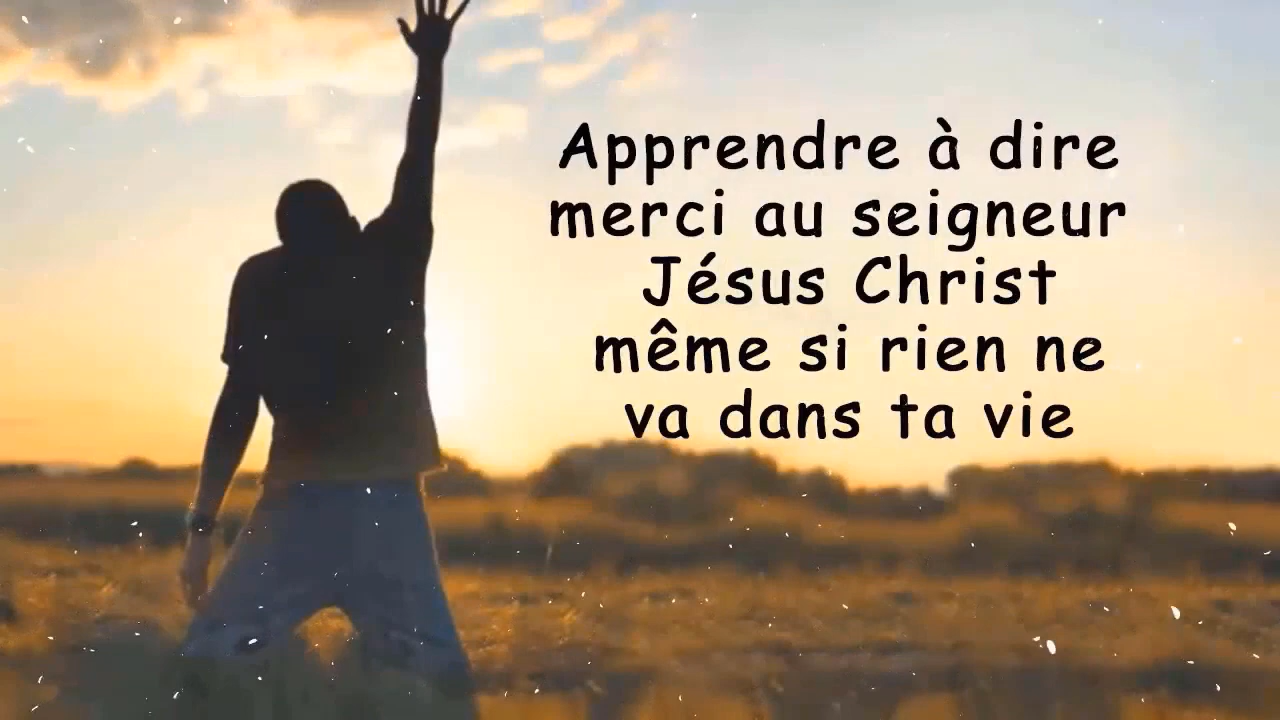 Apprendre à dire
merci au seigneur
Jésus Christ
même si rien ne
va dans ta vie